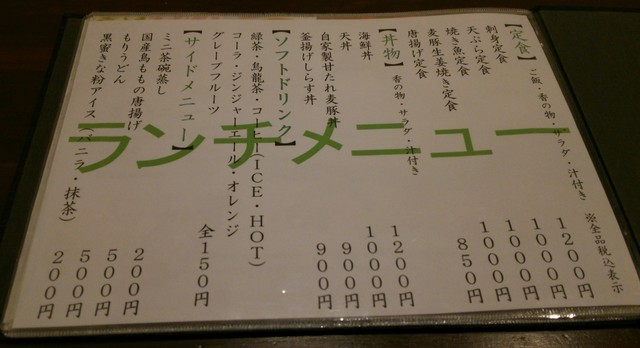 ランチメニュー
※全品税込表示
【定食】ご飯・香の物・サラダ・汁付き
刺身定食 1200円
天ぷら定食 1000円
焼き魚定食 1000円
麦豚生姜焼き定食 1000円
唐揚げ定食 850円
【丼物】香の物・サラダ・汁付き
海鮮丼 1200円
天丼 1000円
自家製甘たれ麦豚丼 900円
釜揚げしらす丼 900円
【ソフトドリンク】
緑茶・烏龍茶・コーヒー(ICE・HOT)
コーラ・ジンジャーエール・オレンジ
グレープフルーツ 全150円
【サイドメニュー】
ミニ茶碗蒸し 200円
国産鳥もも唐揚げ 500円
もりうどん 500円
黒蜜きな粉アイス(バニラ・抹茶) 200円